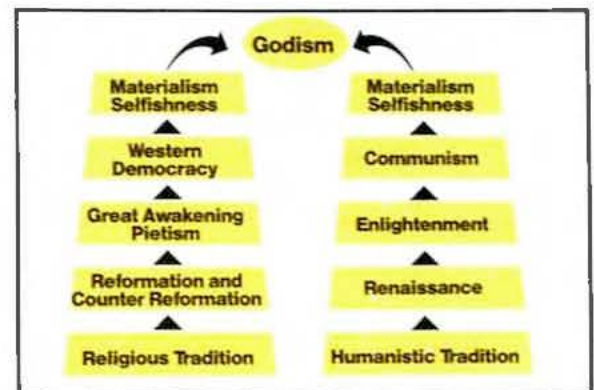 Godism
Materialism
Selfishness
Western
Democracy
Great Awakening
Pietism
Reformation and
Counter Reformation
Religious Tradition
Materialism
Selfishness
Communism
Enlightenment
Renaissance
Humanistic Tradition